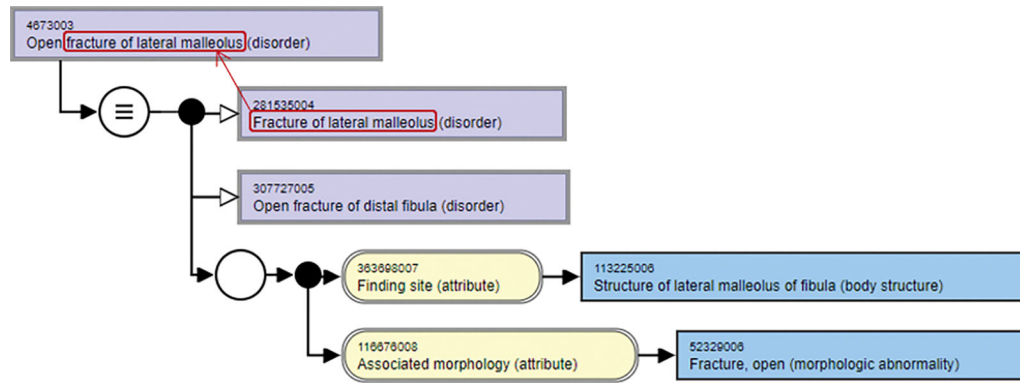 4673003
Open fracture of lateral malleolus (disorder)
281535004
Fracture of lateral malleolus (disorder)
307727005
Open fracture of distal fibula (disorder)
363698007
Finding site (attribute)
113225006
Structure of lateral malleolus of fibula (body structure)
116676008
Associated morphology (attribute)
52329006
Fracture, open (morphologic abnormality)